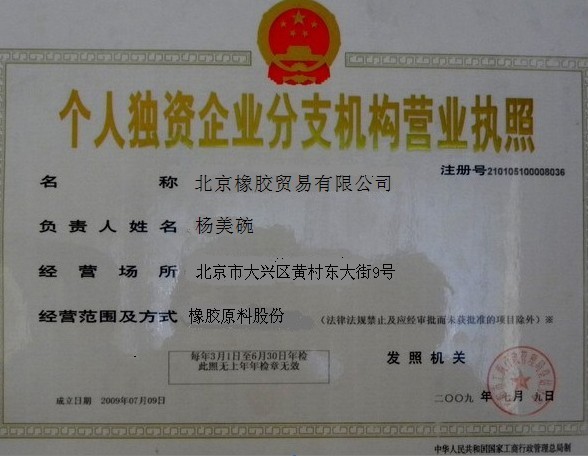 个人独资企业分支机构营业执照
注册号210105100008036
名称 北京橡胶贸易有限公司
负责人姓名 杨美碗
经营场所 北京市大兴区黄村东大街9号
经营范围及方式 橡胶原料股份 （法律法规禁止及应经审批而未获批准的项目除外）※
每年3月1日至6月30日年检
此照无上年年检章无效
发照机关
成立日期 2009年07月09日
二〇〇九 年 七月 九日
中华人民共和国国家工商行政管理总局制